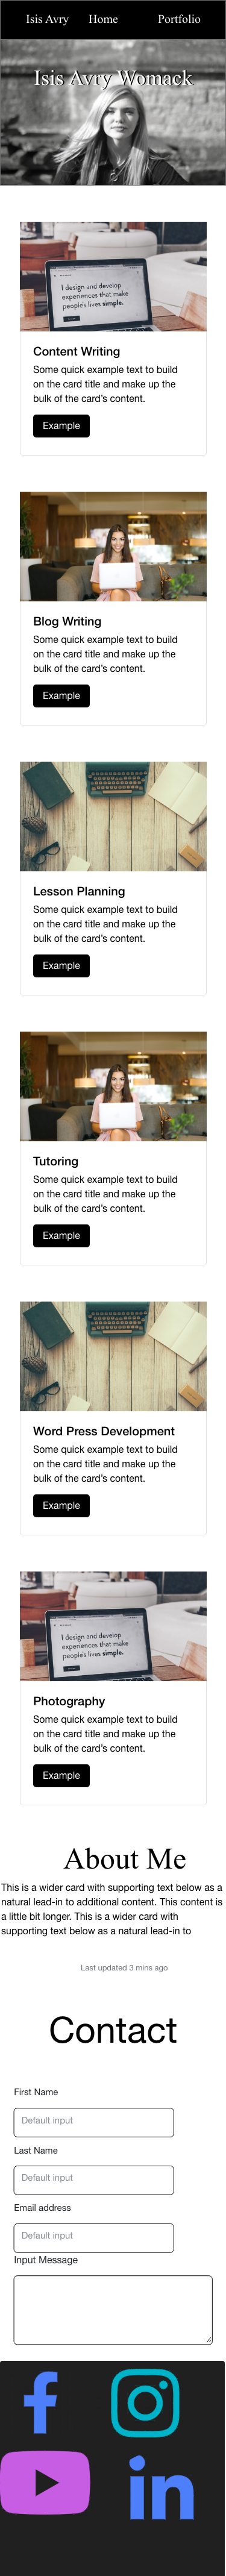 Isis Avry Home Portfolio
Isis Avry Womack
I design and develop
experiences that make
people's lives simple.
Content Writing
Some quick example text to build
on the card title and make up the
bulk of the card's content.
Example
Blog Writing
Some quick example text to build
on the card title and make up the
bulk of the card's content.
Example
Lesson Planning
Some quick example text to build
on the card title and make up the
bulk of the card's content.
Example
Tutoring
Some quick example text to build
on the card title and make up the
bulk of the card's content.
Example
Word Press Development
Some quick example text to build
on the card title and make up the
bulk of the card's content.
Example
I design and develop
experiences that make
people's lives simple.
Photography
Some quick example text to build
on the card title and make up the
bulk of the card's content.
Example
About Me
This is a wider card with supporting text below as a
natural lead-in to additional content. This content is
a little bit longer. This is a wider card with
supporting text below as a natural lead-in to
Last updated 3 mins ago
Contact
First Name
Default input
Last Name
Default input
Email address
Default input
Input Message